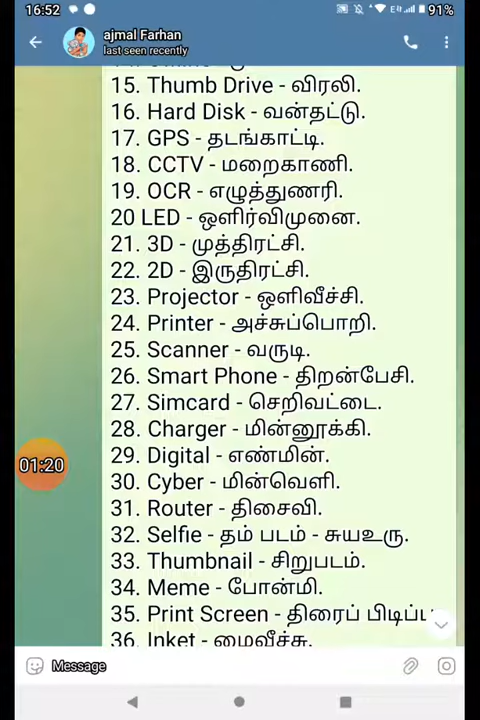 16:52
91%
ajmal Farhan
last seen recently
15. Thumb Drive - விரலி.
16. Hard Disk - வன்தட்டு.
17. GPS - தடங்காட்டி.
18. CCTV - மறைகாணி.
19. OCR - எழுத்துணரி.
20 LED - ஒளிர்விமுனை.
21. 3D - முத்திரட்சி.
22. 2D - இருதிரட்சி.
23. Projector - ஒளிவீச்சி.
24. Printer - அச்சுப்பொறி.
25. Scanner - வருடி.
26. Smart Phone - திறன்பேசி.
27. Simcard - செறிவட்டை.
28. Charger - மின்னூக்கி.
29. Digital - எண்மின்.
30. Cyber - மின்வெளி.
31. Router - திசைவி.
32. Selfie - தம் படம் - சுயஉரு.
33. Thumbnail - சிறுபடம்.
34. Meme - போன்மி.
35. Print Screen - திரைப்
36. Inket - மைவீச்சு.
01:20
Message